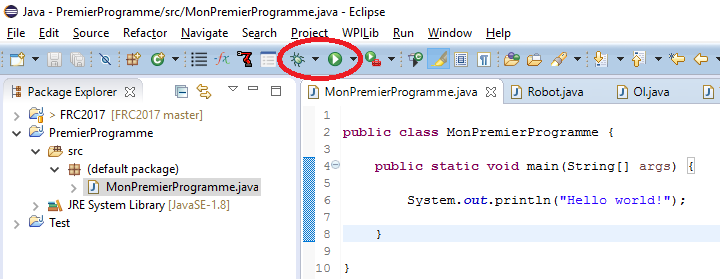 Java - PremierProgramme/src/MonPremierProgramme.java - Eclipse
File Edit Source Refactor Navigate Search Project WPILib Run Window Help
Package Explorer
MonPremierProgramme.java Robot.java OI.java
> FRC2017 [FRC2017 master]
PremierProgramme
src
(default package)
MonPremierProgramme.java
JRE System Library [JavaSE-1.8]
Test
1
2 public class MonPremierProgramme {
3
4 public static void main(String[] args) {
5
6 System.out.println("Hello world!");
7
8 }
9
10 }